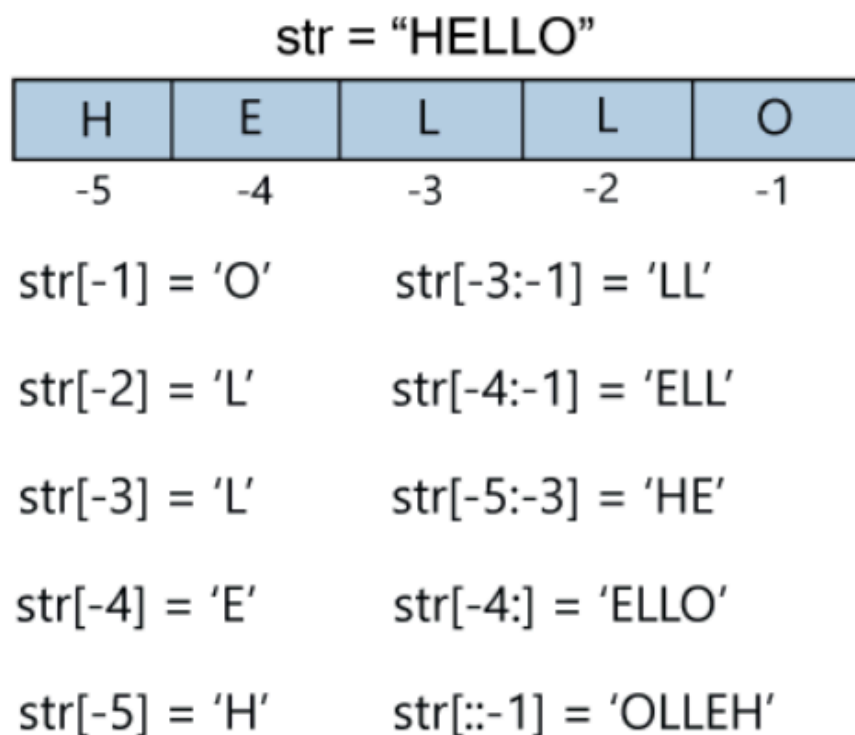 str = “HELLO”
H E L L O
-5 -4 -3 -2 -1
str[-1] = ‘O’ str[-3:-1] = ‘LL’
str[-2] = ‘L’ str[-4:-1] = ‘ELL’
str[-3] = ‘L’ str[-5:-3] = ‘HE’
str[-4] = ‘E’ str[-4:] = ‘ELLO’
str[-5] = ‘H’ str[::-1] = ‘OLLEH’